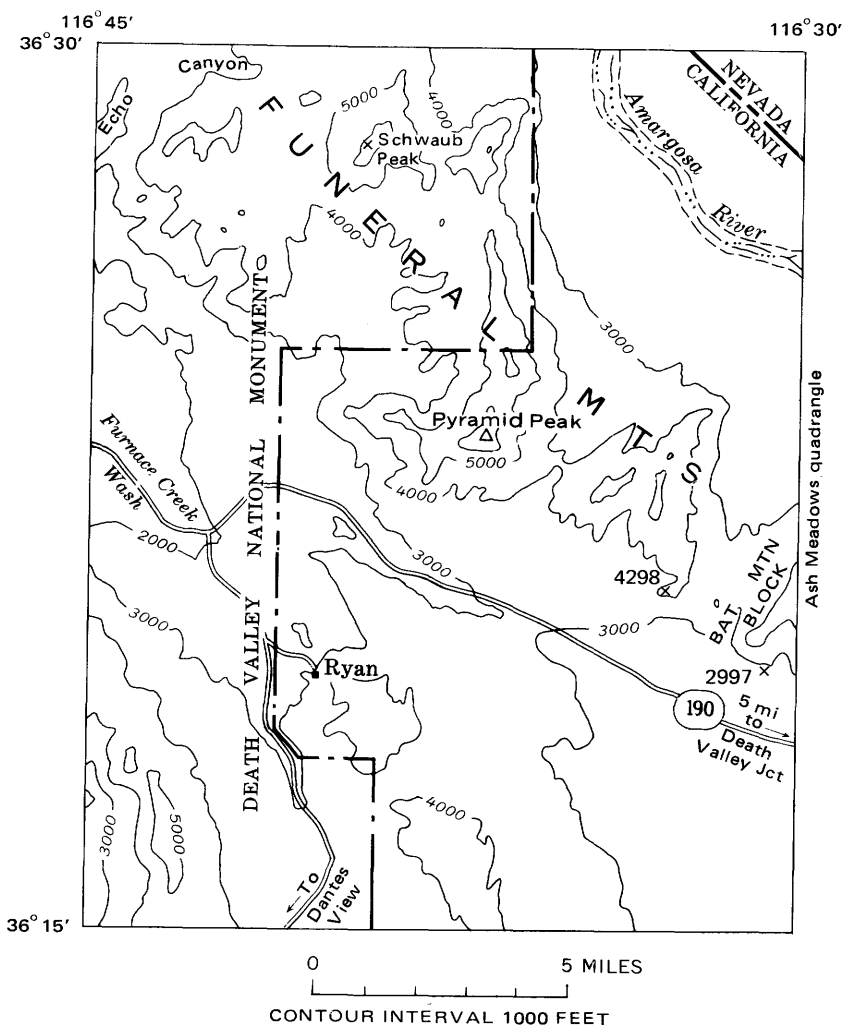 116° 45′
116° 30′
36° 30′
Canyon
Echo
5000
4000
NEVADA
CALIFORNIA
Amargosa
River
Schwaub
Peak
FUNERAL MTS
4000
3000
Pyramid Peak
5000
4000
Furnace Creek
Wash
2000
3000
3000
DEATH VALLEY NATIONAL MONUMENT
4298
BAT MTN
BLOCK
3000
2997
Ryan
190
5 mi
to
Death
Valley Jct
Ash Meadows quadrangle
4000
3000
5000
To
Dantes
View
36° 15′
0 5 MILES
CONTOUR INTERVAL 1000 FEET